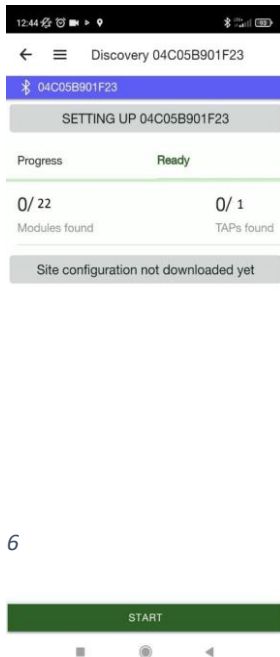 12:44
93
Discovery 04C05B901F23
04C05B901F23
SETTING UP 04C05B901F23
Progress Ready
0/ 22 0/ 1
Modules found TAPs found
Site configuration not downloaded yet
6
START